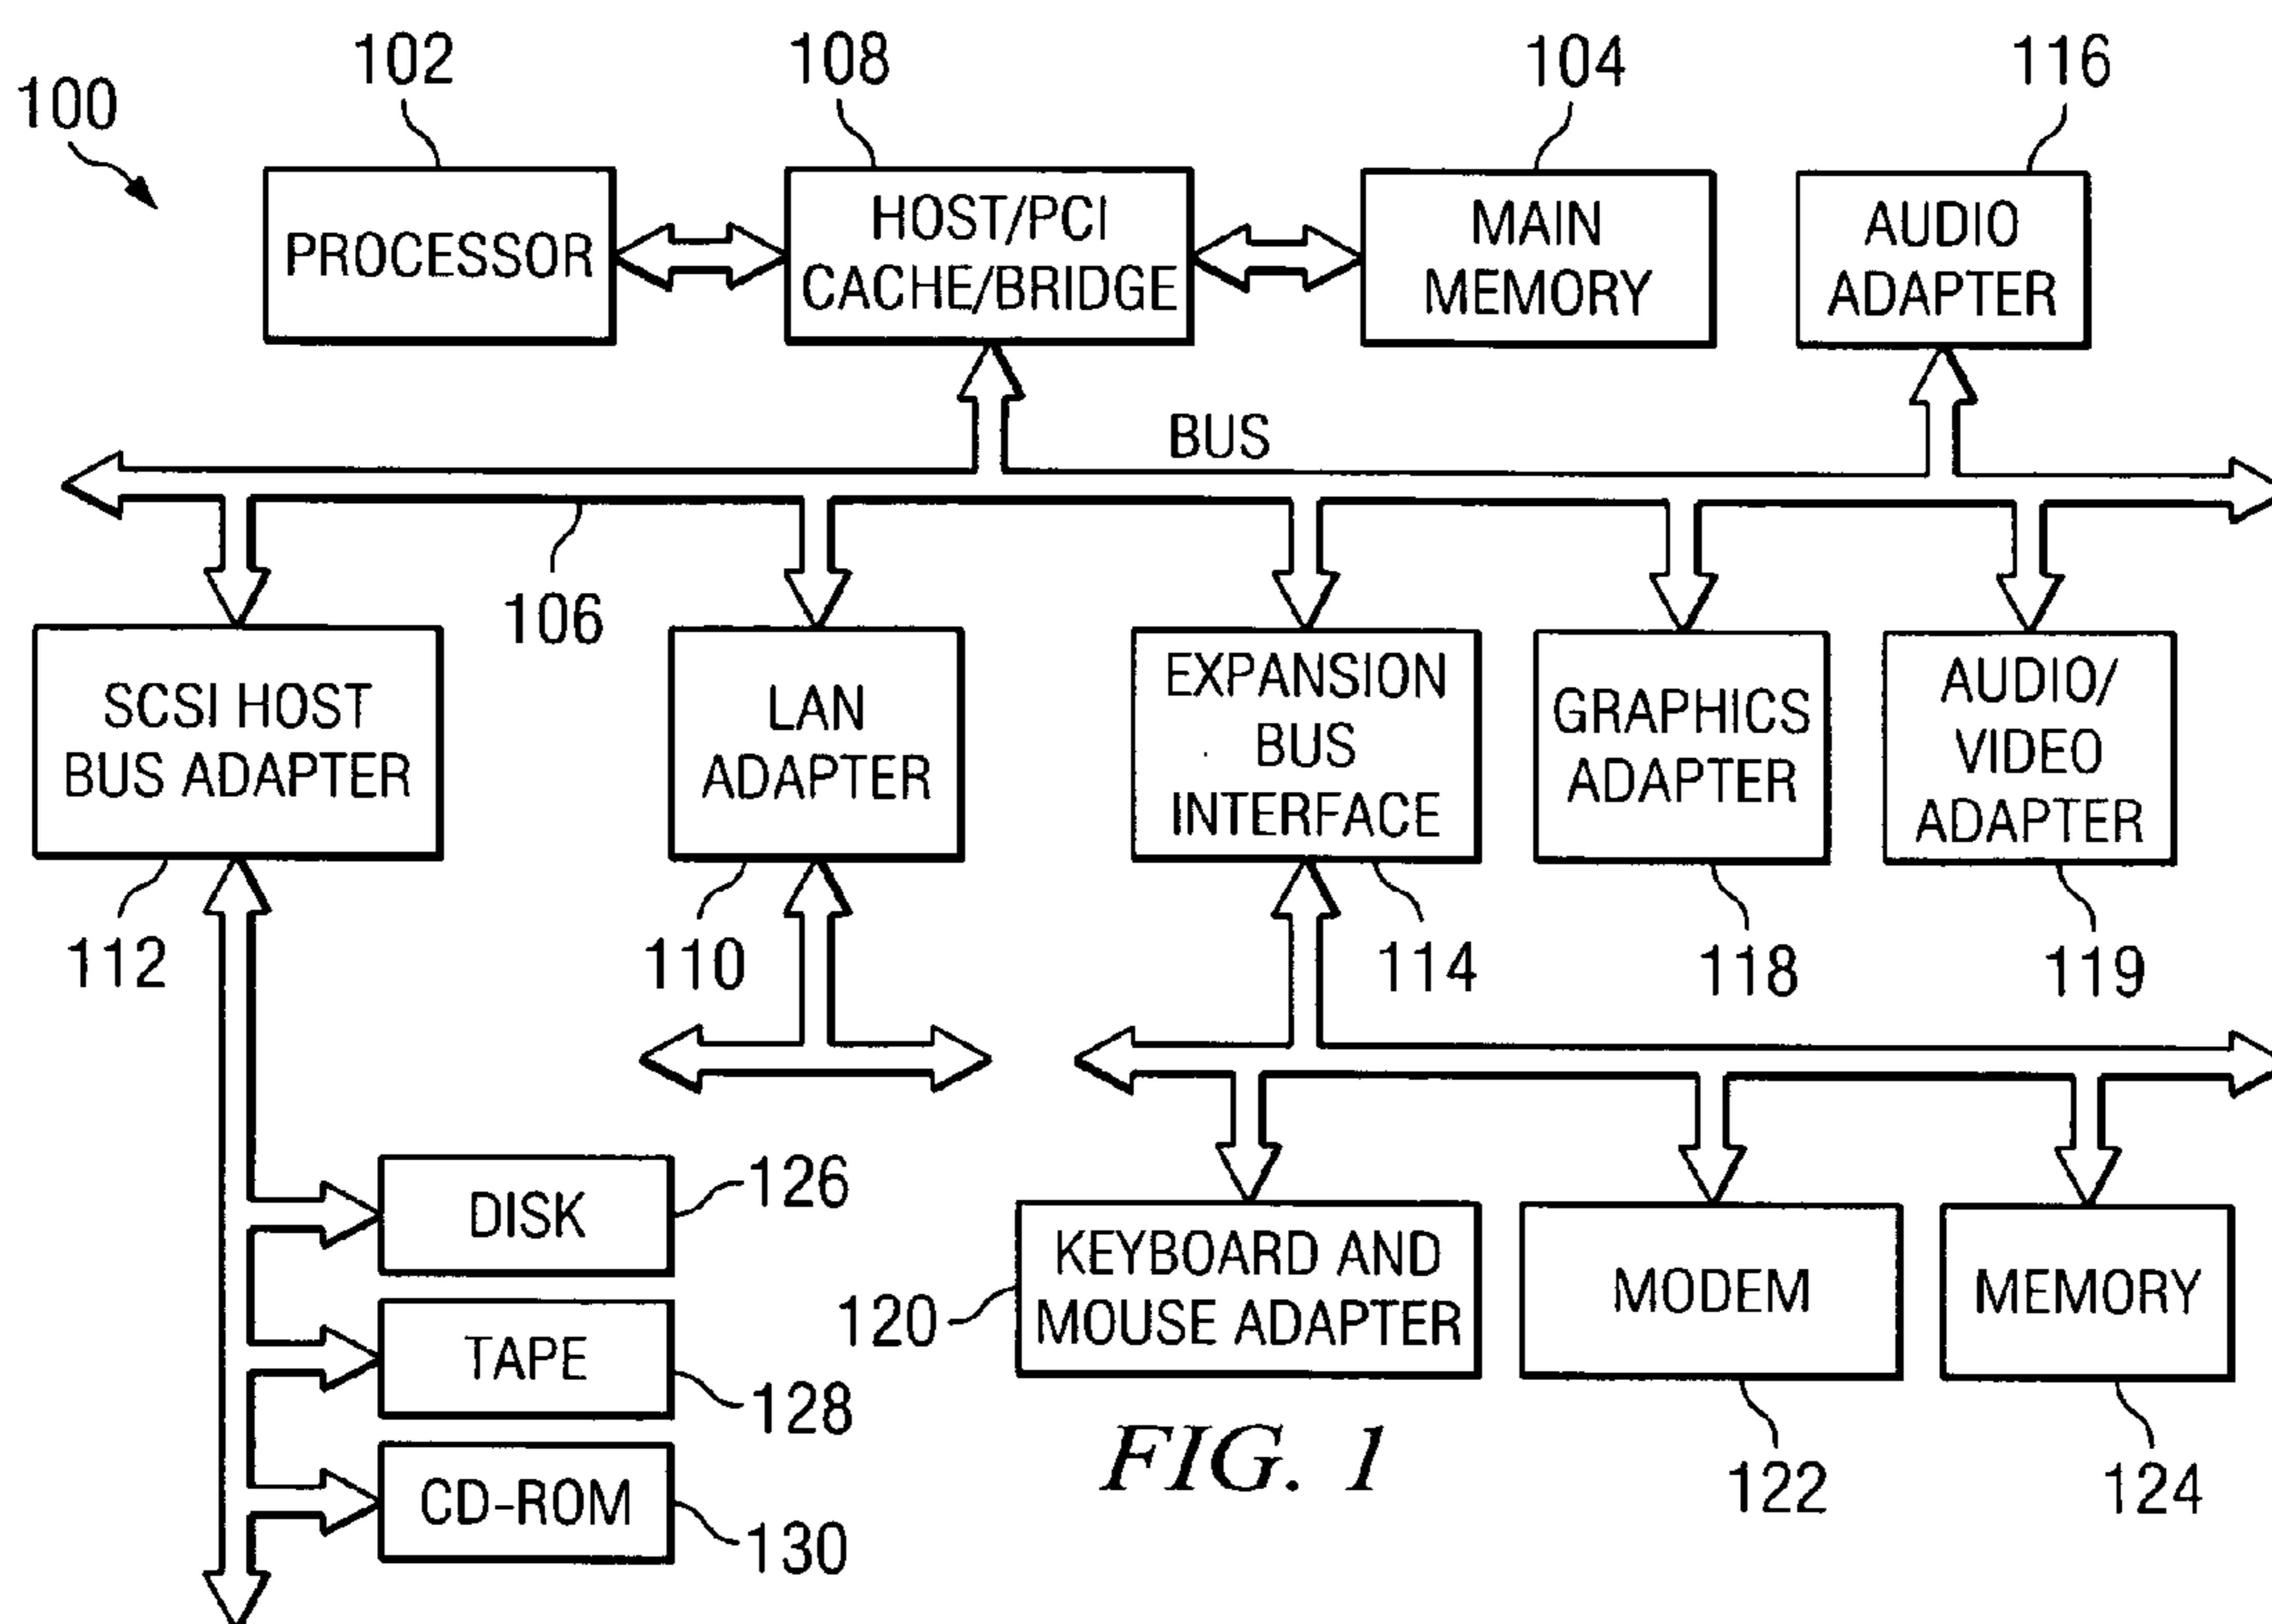 100
102
108
104
116
PROCESSOR
HOST/PCI
CACHE/BRIDGE
MAIN
MEMORY
AUDIO
ADAPTER
BUS
106
SCSI HOST
BUS ADAPTER
LAN
ADAPTER
EXPANSION
BUS
INTERFACE
GRAPHICS
ADAPTER
AUDIO/
VIDEO
ADAPTER
112
110
114
118
119
DISK
126
TAPE
128
CD-ROM
130
120
KEYBOARD AND
MOUSE ADAPTER
MODEM
MEMORY
122
124
FIG. 1